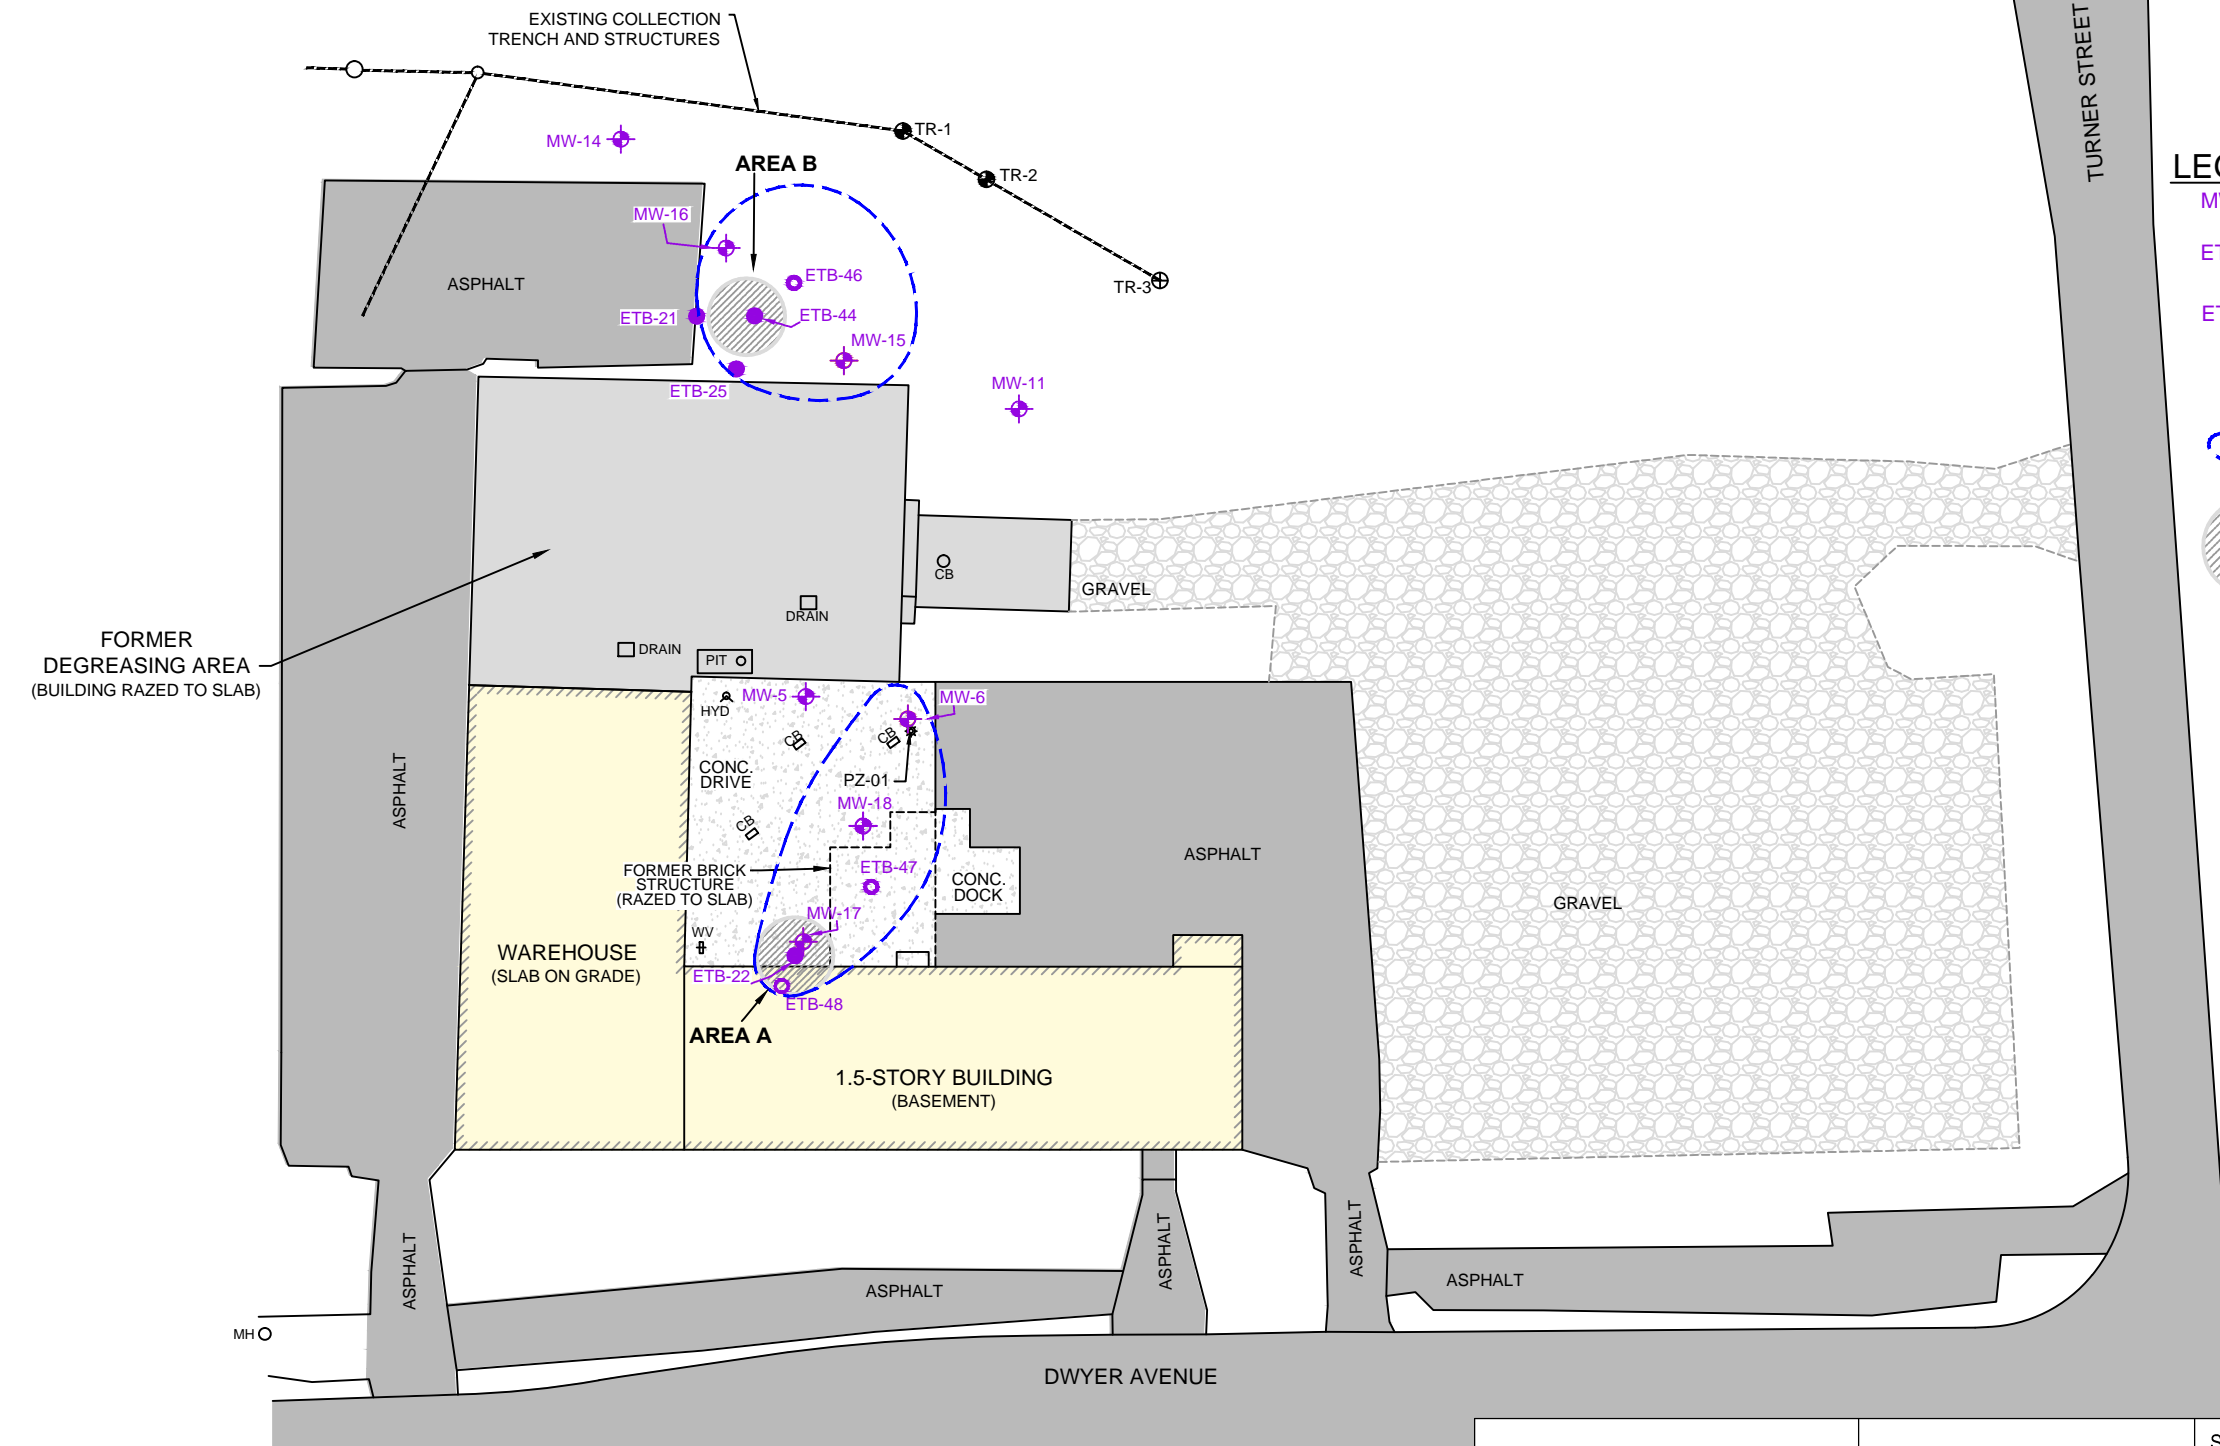 EXISTING COLLECTION
TRENCH AND STRUCTURES
TURNER STREET
TR-1
MW-14
AREA B
TR-2
MW-16
ETB-46
ASPHALT
TR-3
ETB-21
ETB-44
MW-15
ETB-25
MW-11
CB
GRAVEL
DRAIN
DRAIN
PIT
FORMER
DEGREASING AREA
(BUILDING RAZED TO SLAB)
MW-5
MW-6
HYD
CB
CB
CONC.
DRIVE
PZ-01
ASPHALT
MW-18
CB
ASPHALT
FORMER BRICK
STRUCTURE
(RAZED TO SLAB)
ETB-47
CONC.
DOCK
GRAVEL
MW-17
WV
WAREHOUSE
(SLAB ON GRADE)
ETB-22
ETB-48
AREA A
1.5-STORY BUILDING
(BASEMENT)
ASPHALT
ASPHALT
ASPHALT
ASPHALT
ASPHALT
MH
DWYER AVENUE